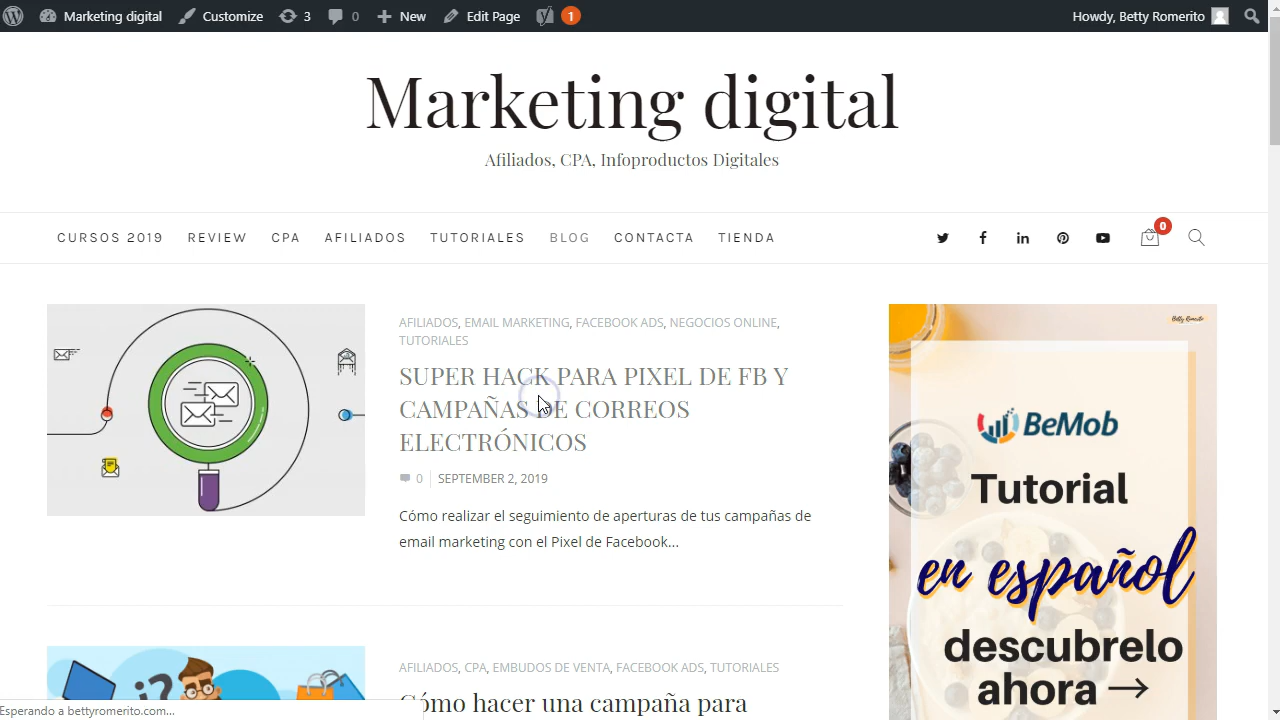 Marketing digital Customize 3 0 New Edit Page 1 Howdy, Betty Romerito
Marketing digital
Afiliados, CPA, Infoproductos Digitales
CURSOS 2019 REVIEW CPA AFILIADOS TUTORIALES BLOG CONTACTA TIENDA 0
AFILIADOS, EMAIL MARKETING, FACEBOOK ADS, NEGOCIOS ONLINE,
TUTORIALES
SUPER HACK PARA PIXEL DE FB Y
CAMPAÑAS DE CORREOS
ELECTRÓNICOS
0 SEPTEMBER 2, 2019
Cómo realizar el seguimiento de aperturas de tus campañas de
email marketing con el Pixel de Facebook...
AFILIADOS, CPA, EMBUDOS DE VENTA, FACEBOOK ADS, TUTORIALES
Cómo hacer una campaña para
¿?
Betty Romerito
BeMob
Tutorial
en español
descubrelo
ahora →
Esperando a bettyromerito.com...